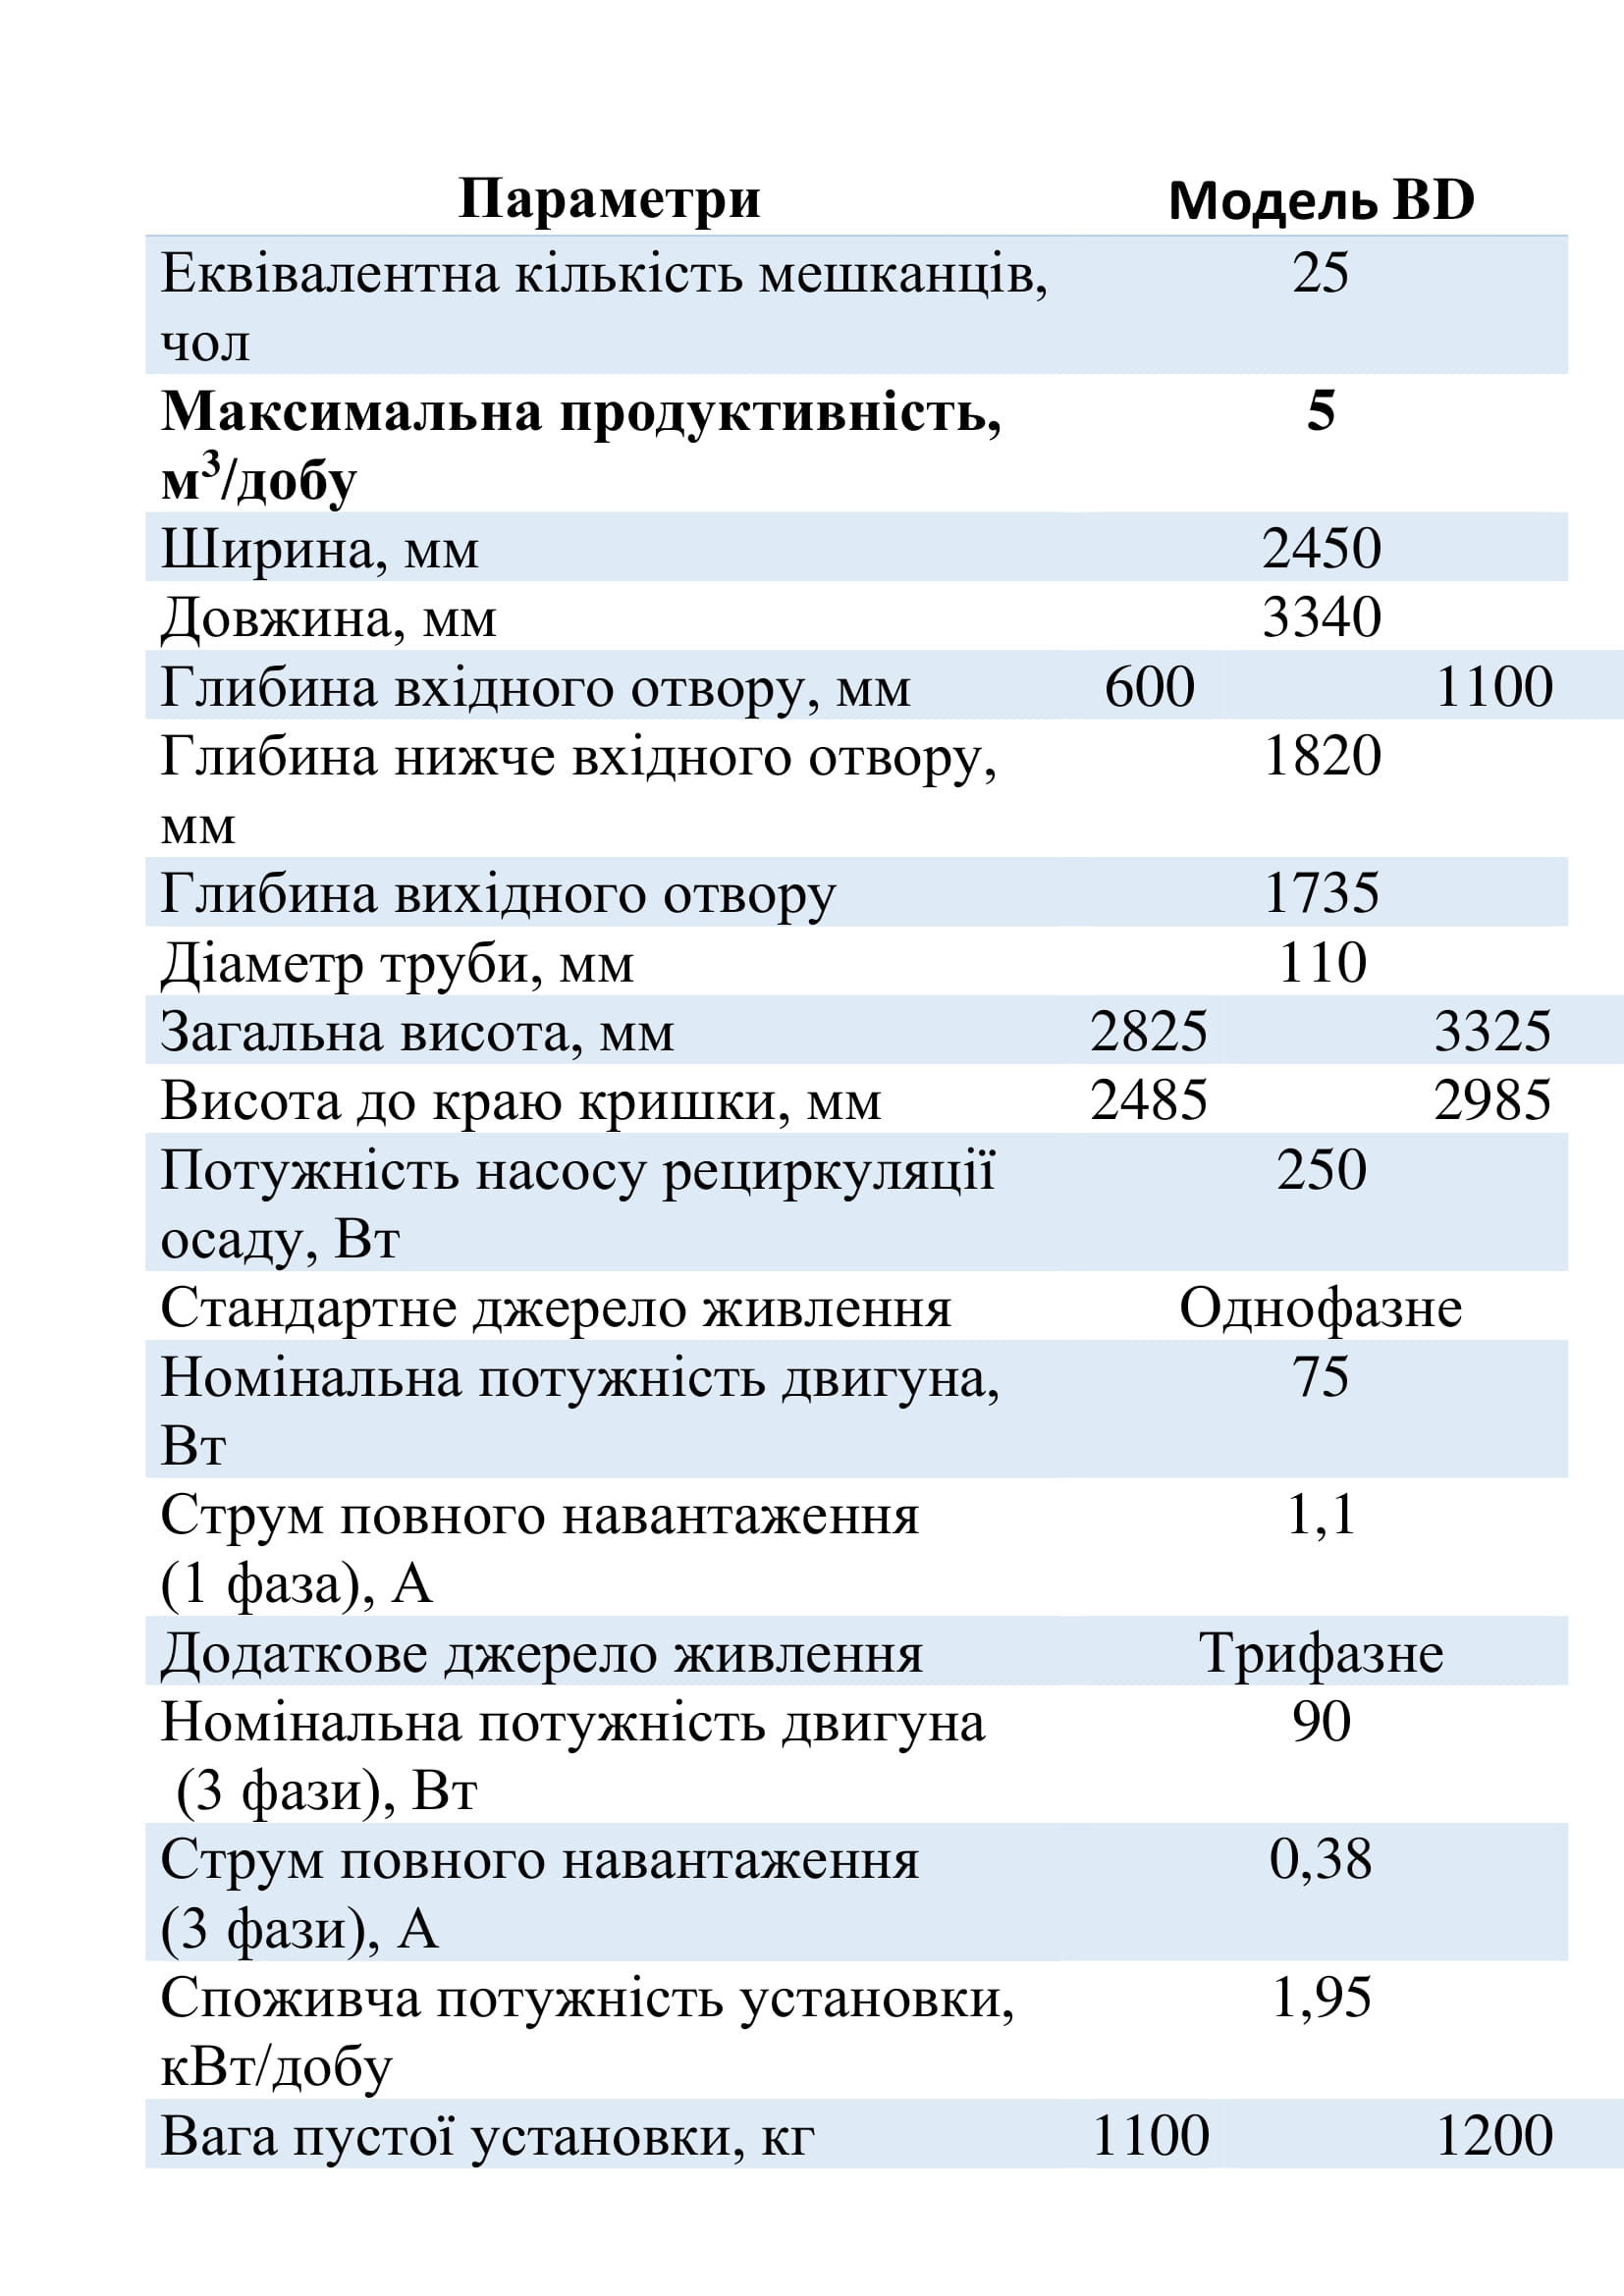 Параметри Модель BD
Еквівалентна кількість мешканців, 25
чол
Максимальна продуктивність, 5
м³/добу
Ширина, мм 2450
Довжина, мм 3340
Глибина вхідного отвору, мм 600 1100
Глибина нижче вхідного отвору, 1820
мм
Глибина вихідного отвору 1735
Діаметр труби, мм 110
Загальна висота, мм 2825 3325
Висота до краю кришки, мм 2485 2985
Потужність насосу рециркуляції 250
осаду, Вт
Стандартне джерело живлення Однофазне
Номінальна потужність двигуна, 75
Вт
Струм повного навантаження 1,1
(1 фаза), А
Додаткове джерело живлення Трифазне
Номінальна потужність двигуна 90
(3 фази), Вт
Струм повного навантаження 0,38
(3 фази), А
Споживча потужність установки, 1,95
кВт/добу
Вага пустої установки, кг 1100 1200